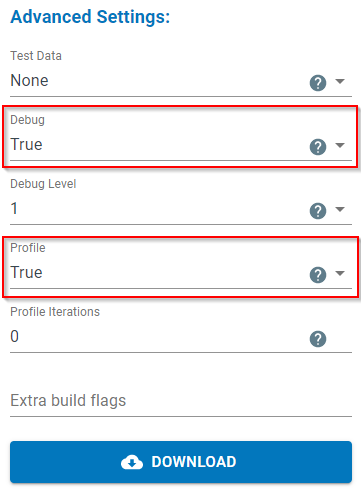 Advanced Settings:
Test Data
None
Debug
True
Debug Level
1
Profile
True
Profile Iterations
0
Extra build flags
DOWNLOAD